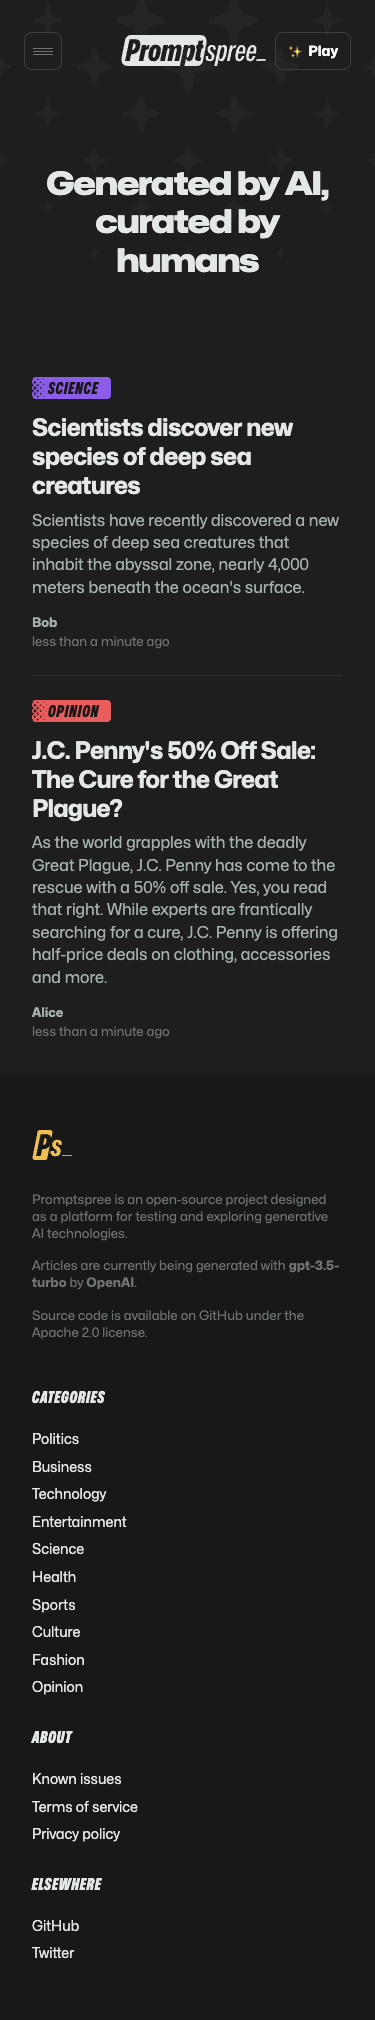 Promptspree_
✨ Play
Generated by AI,
curated by
humans
SCIENCE
Scientists discover new
species of deep sea
creatures
Scientists have recently discovered a new
species of deep sea creatures that
inhabit the abyssal zone, nearly 4,000
meters beneath the ocean's surface.
Bob
less than a minute ago
OPINION
J.C. Penny's 50% Off Sale:
The Cure for the Great
Plague?
As the world grapples with the deadly
Great Plague, J.C. Penny has come to the
rescue with a 50% off sale. Yes, you read
that right. While experts are frantically
searching for a cure, J.C. Penny is offering
half-price deals on clothing, accessories
and more.
Alice
less than a minute ago
Ps_
Promptspree is an open-source project designed
as a platform for testing and exploring generative
AI technologies.
Articles are currently being generated with gpt-3.5-
turbo by OpenAI.
Source code is available on GitHub under the
Apache 2.0 license.
CATEGORIES
Politics
Business
Technology
Entertainment
Science
Health
Sports
Culture
Fashion
Opinion
ABOUT
Known issues
Terms of service
Privacy policy
ELSEWHERE
GitHub
Twitter